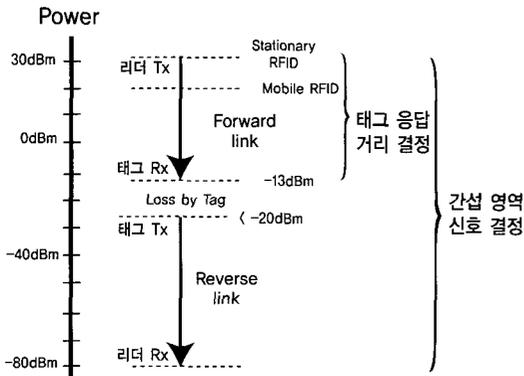 Power
Stationary
RFID
30dBm
리더 Tx
Mobile RFID
Forward
link
태그 응답
거리 결정
0dBm
태그 Rx
-13dBm
Loss by Tag
〈 -20dBm
태그 Tx
간섭 영역
신호 결정
-40dBm
Reverse
link
리더 Rx
-80dBm